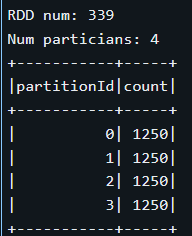 RDD num: 339
Num particians: 4
+-----------+-----+
|partitionId|count|
+-----------+-----+
|          0| 1250|
|          1| 1250|
|          2| 1250|
|          3| 1250|
+-----------+-----+